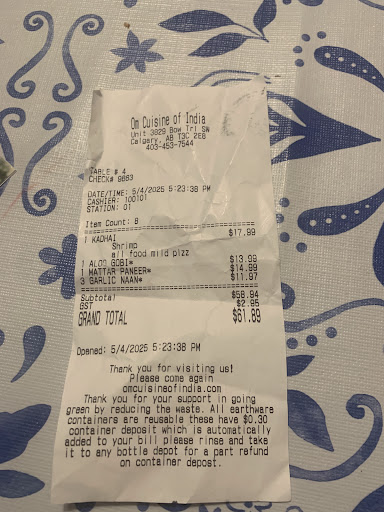 Om Cuisine of India
Unit 3829 Bow Trl SW
Calgary, AB T3C 2E8
403-453-7544
TABLE # 4
CHECK# 9663
DATE/TIME: 5/4/2025 5:23:38 PM
CASHIER: 100101
STATION: 01
Item Count: 8
1 KADHAI $17.99
Shrimp
all food mild plzz
1 ALOO GOBI* $13.99
1 MATTAR PANEER* $14.99
3 GARLIC NAAN* $11.97
Subtotal $58.94
GST $2.95
GRAND TOTAL $61.89
Opened: 5/4/2025 5:23:38 PM
Thank you for visiting us!
Please come again
omcuisineofindia.com
Thank you for your support in going
green by reducing the waste. All earthware
containers are reusable these have $0.30
container deposit which is automatically
added to your bill please rinse and take
it to any bottle depot for a part refund
on container depost.